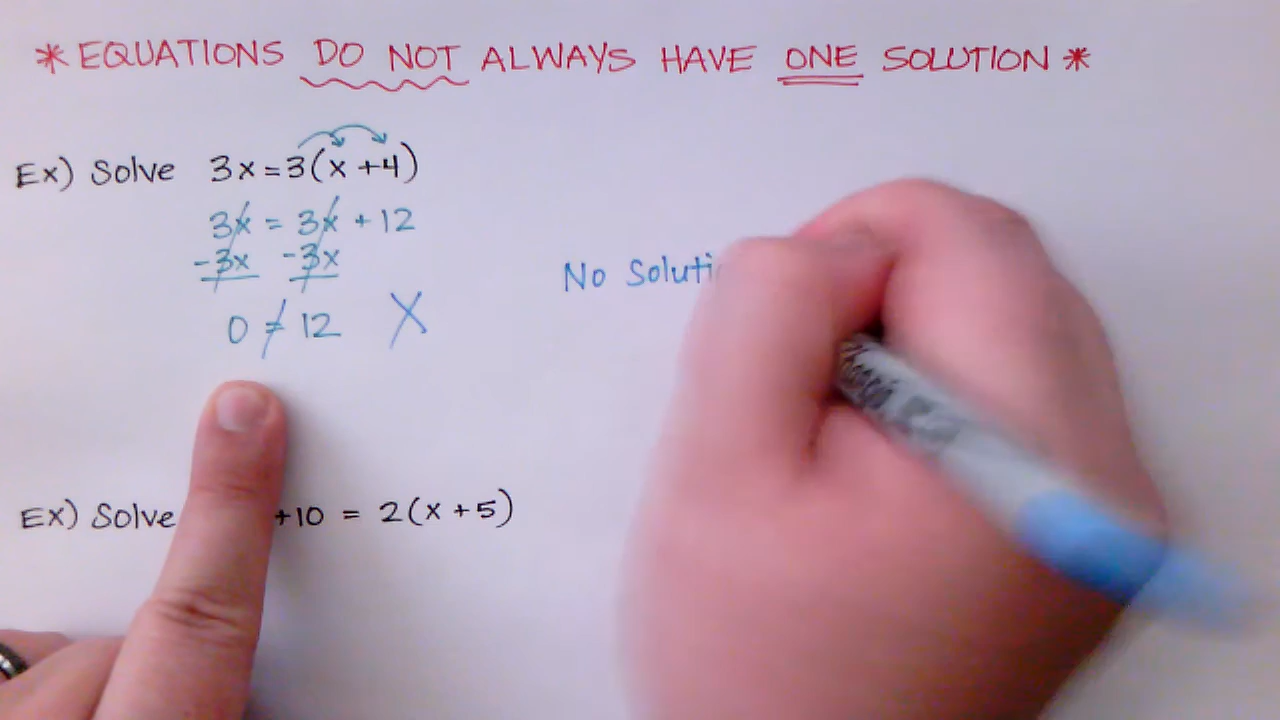 * EQUATIONS DO NOT ALWAYS HAVE ONE SOLUTION *
Ex) Solve 3x = 3(x + 4)
3x = 3x + 12
-3x -3x
0 ≠ 12 X
No
Ex) Solve +10 = 2(x + 5)